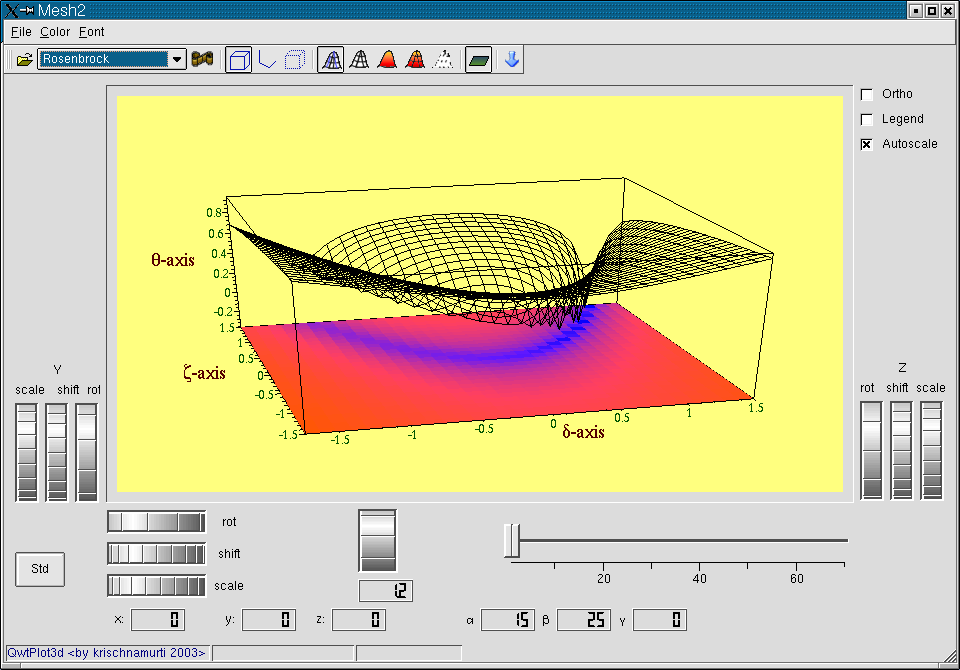 Mesh2
File Color Font
Rosenbrock
Ortho
Legend
Autoscale
0.8
0.6
0.4
0.2
0
-0.2
θ-axis
1.5
1
0.5
0
-0.5
-1
-1.5
ζ-axis
-1.5
-1
-0.5
0
0.5
1
1.5
δ-axis
Y
scale shift rot
Z
rot shift scale
rot
shift
scale
Std
1.2
20 40 60
x: 0 y: 0 z: 0 α 15 β 25 γ 0
QwtPlot3d <by krischnamurti 2003>